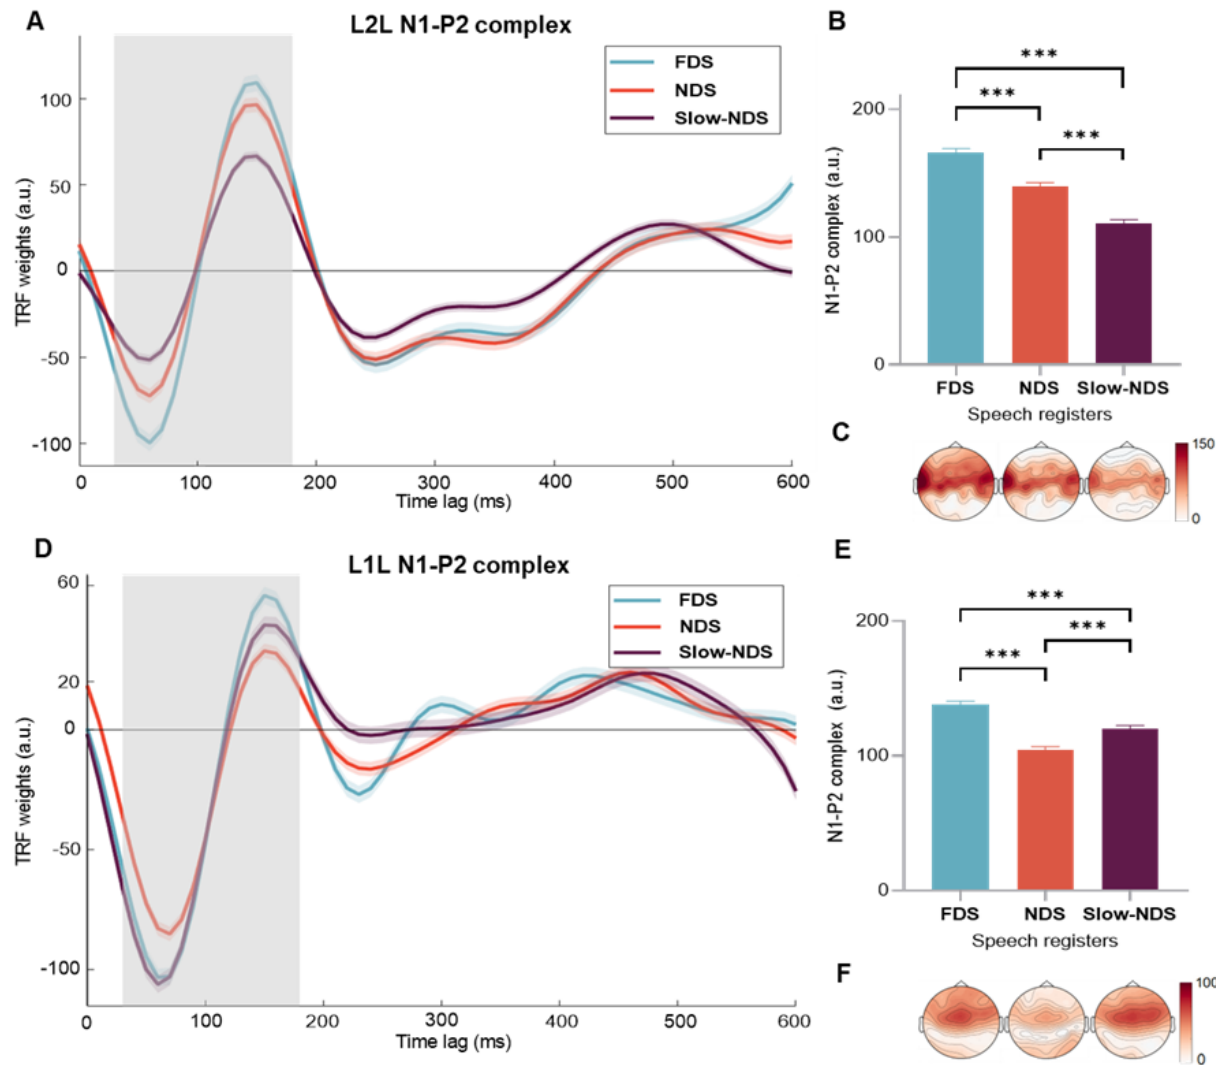 A
L2L N1-P2 complex
FDS
NDS
Slow-NDS
TRF weights (a.u.)
100
50
0
-50
-100
0 100 200 300 400 500 600
Time lag (ms)
B
***
***
***
N1-P2 complex (a.u.)
200
100
0
FDS NDS Slow-NDS
Speech registers
C
150
0
D
L1L N1-P2 complex
FDS
NDS
Slow-NDS
TRF weights (a.u.)
60
20
0
-50
-100
0 100 200 300 400 500 600
Time lag (ms)
E
***
***
***
N1-P2 complex (a.u.)
200
100
0
FDS NDS Slow-NDS
Speech registers
F
100
0